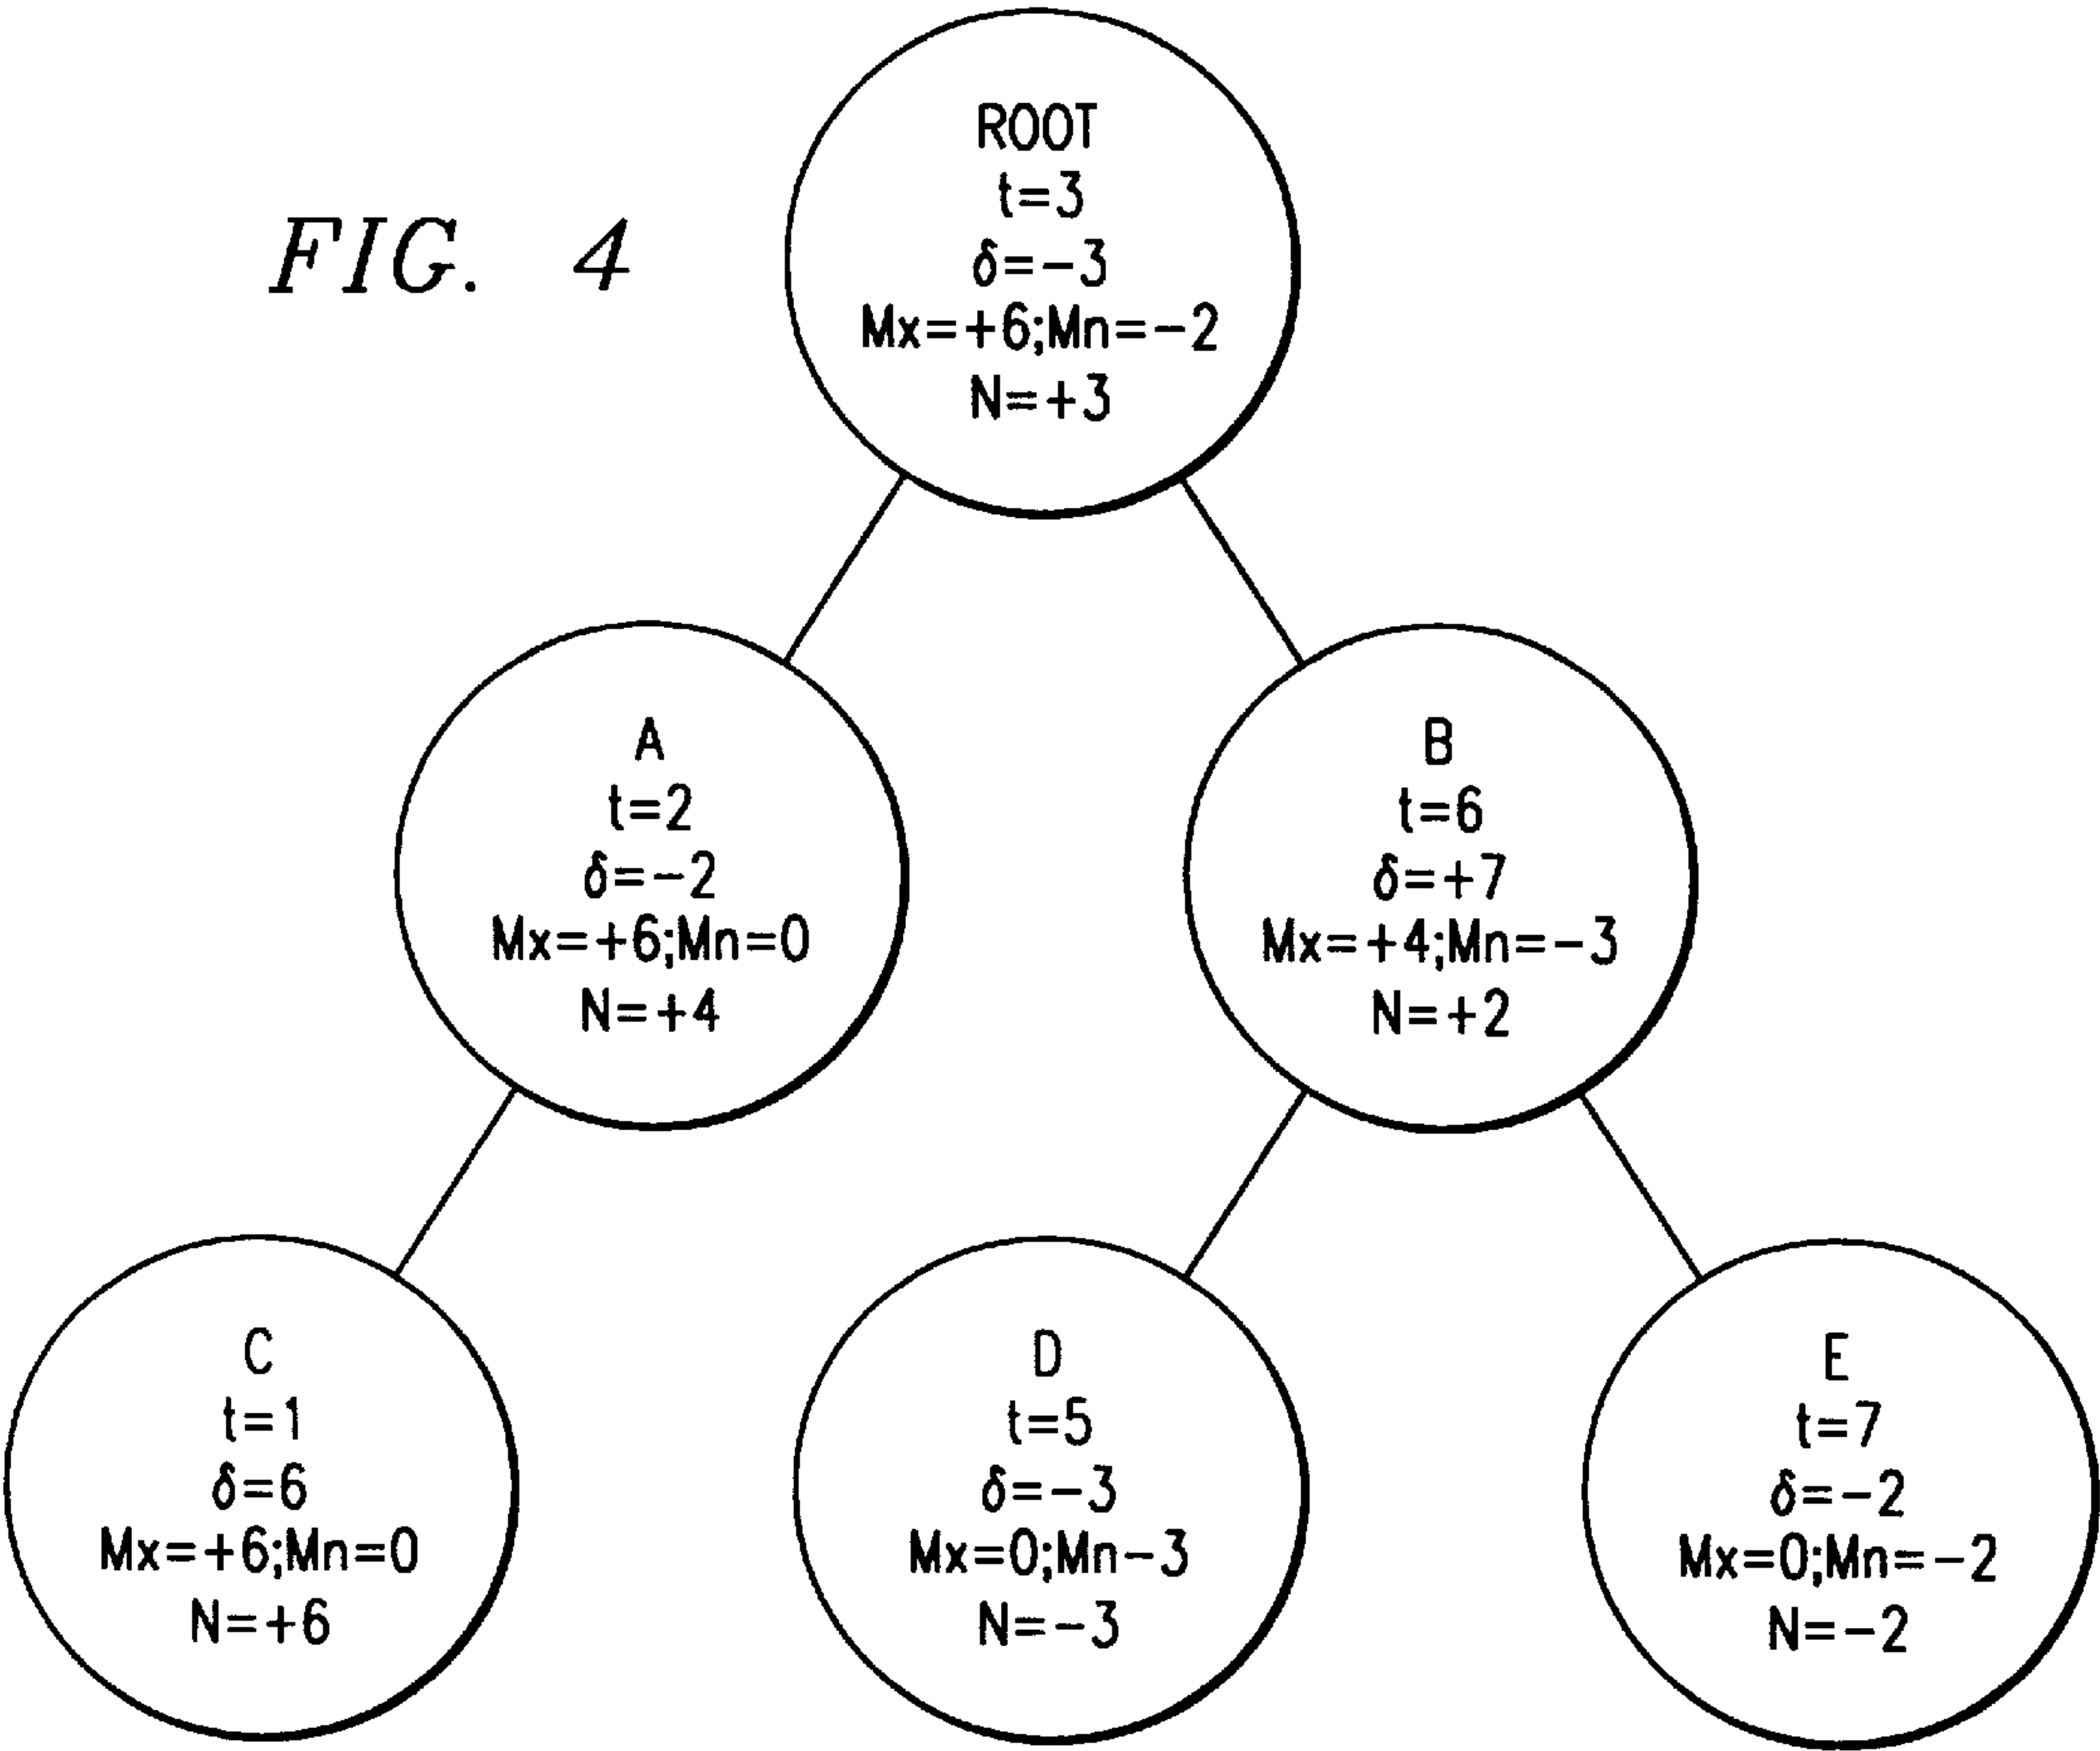 FIG. 4
ROOT
t=3
δ=-3
Mx=+6;Mn=-2
N=+3
A
t=2
δ=-2
Mx=+6;Mn=0
N=+4
B
t=6
δ=+7
Mx=+4;Mn=-3
N=+2
C
t=1
δ=6
Mx=+6;Mn=0
N=+6
D
t=5
δ=-3
Mx=0;Mn-3
N=-3
E
t=7
δ=-2
Mx=0;Mn=-2
N=-2